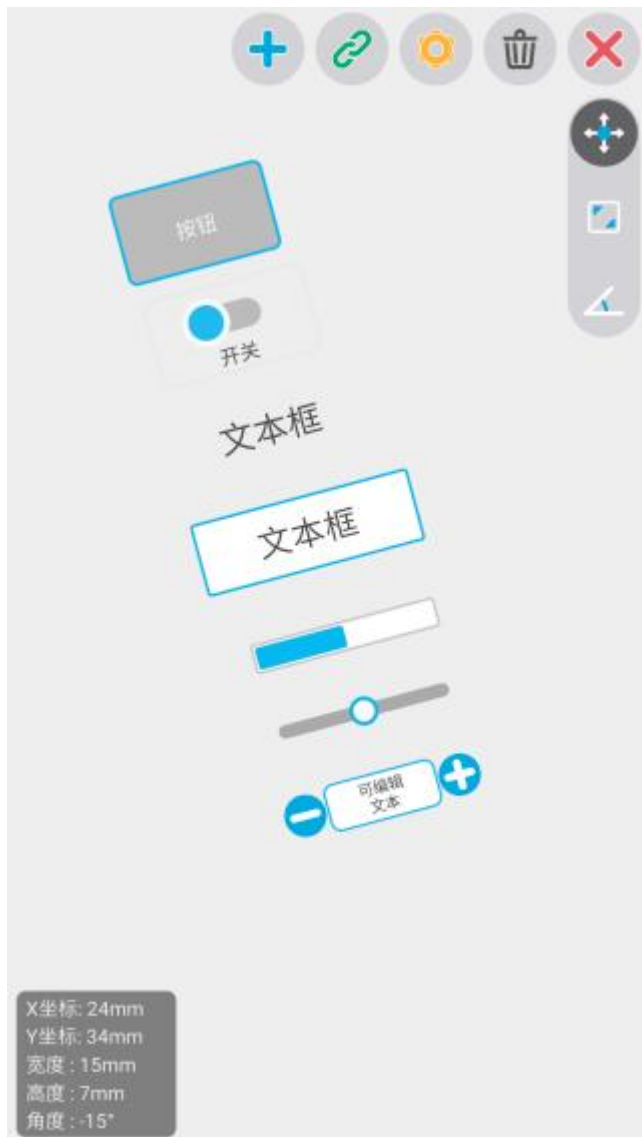 按钮
开关
文本框
文本框
可编辑
文本
X坐标: 24mm
Y坐标: 34mm
宽度 : 15mm
高度 : 7mm
角度 : -15°